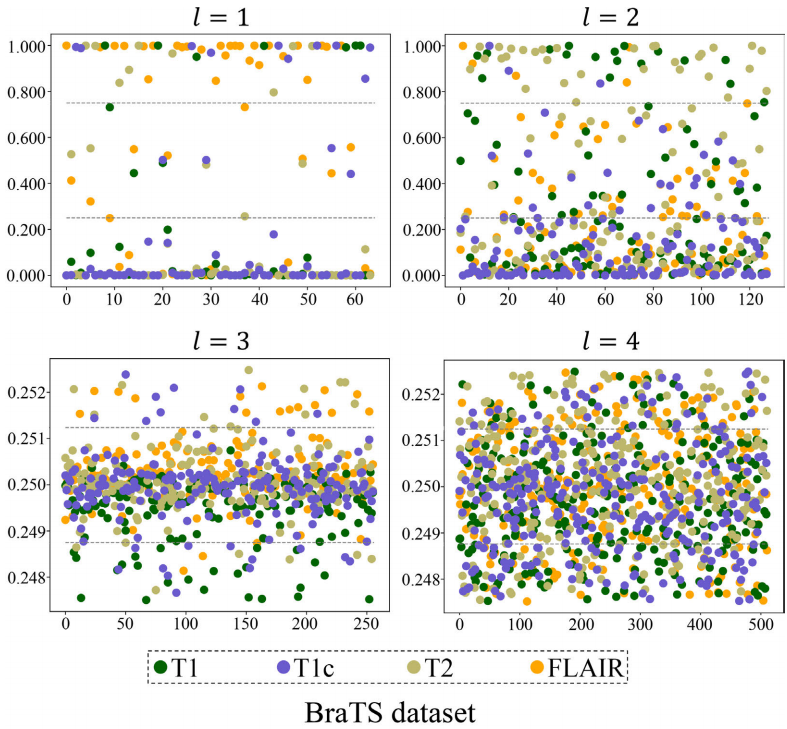 l = 1
l = 2
1.000
0.800
0.600
0.400
0.200
0.000
0 10 20 30 40 50 60
1.000
0.800
0.600
0.400
0.200
0.000
0 20 40 60 80 100 120
l = 3
l = 4
0.252
0.251
0.250
0.249
0.248
0 50 100 150 200 250
0.252
0.251
0.250
0.249
0.248
0 100 200 300 400 500
T1 T1c T2 FLAIR
BraTS dataset